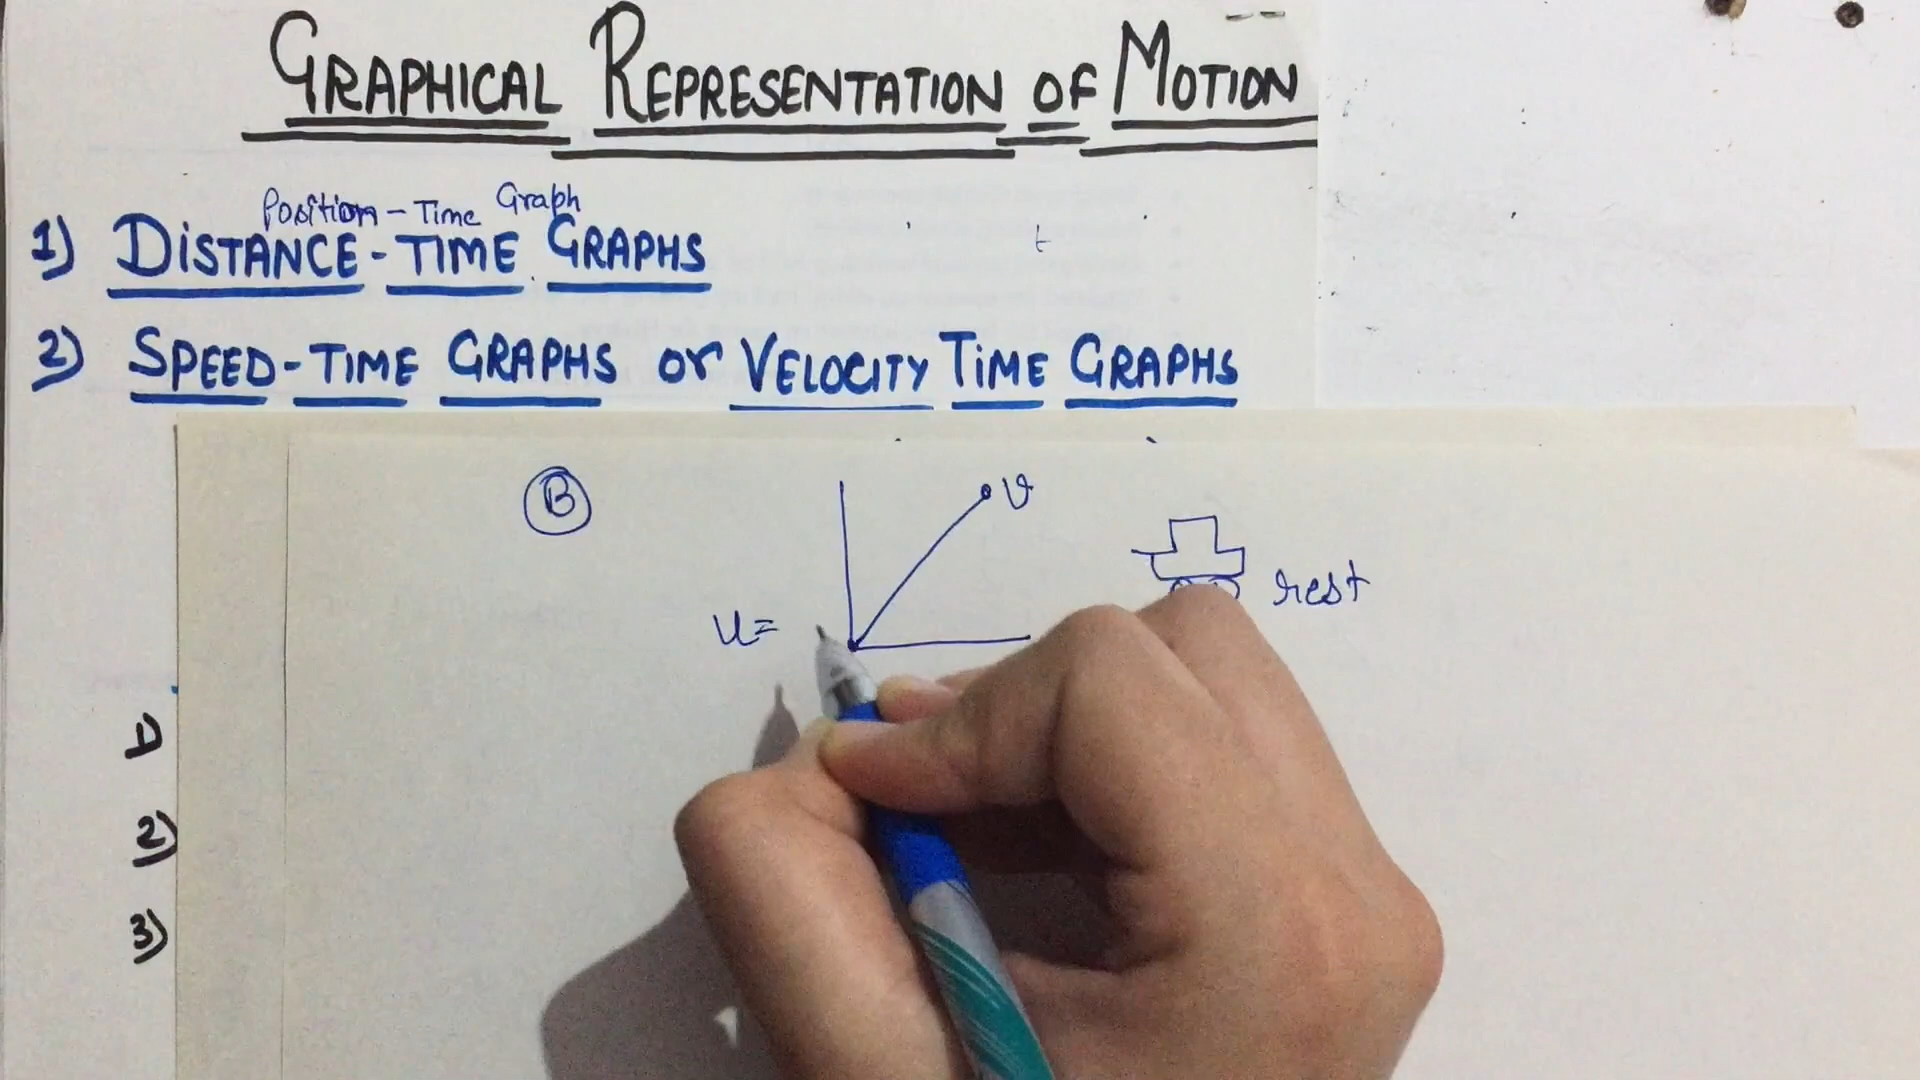 GRAPHICAL REPRESENTATION OF MOTION
Position - Time Graph
1) DISTANCE-TIME GRAPHS
t
2) SPEED-TIME GRAPHS or VELOCITY TIME GRAPHS
B
v
rest
u=
1)
2)
3)